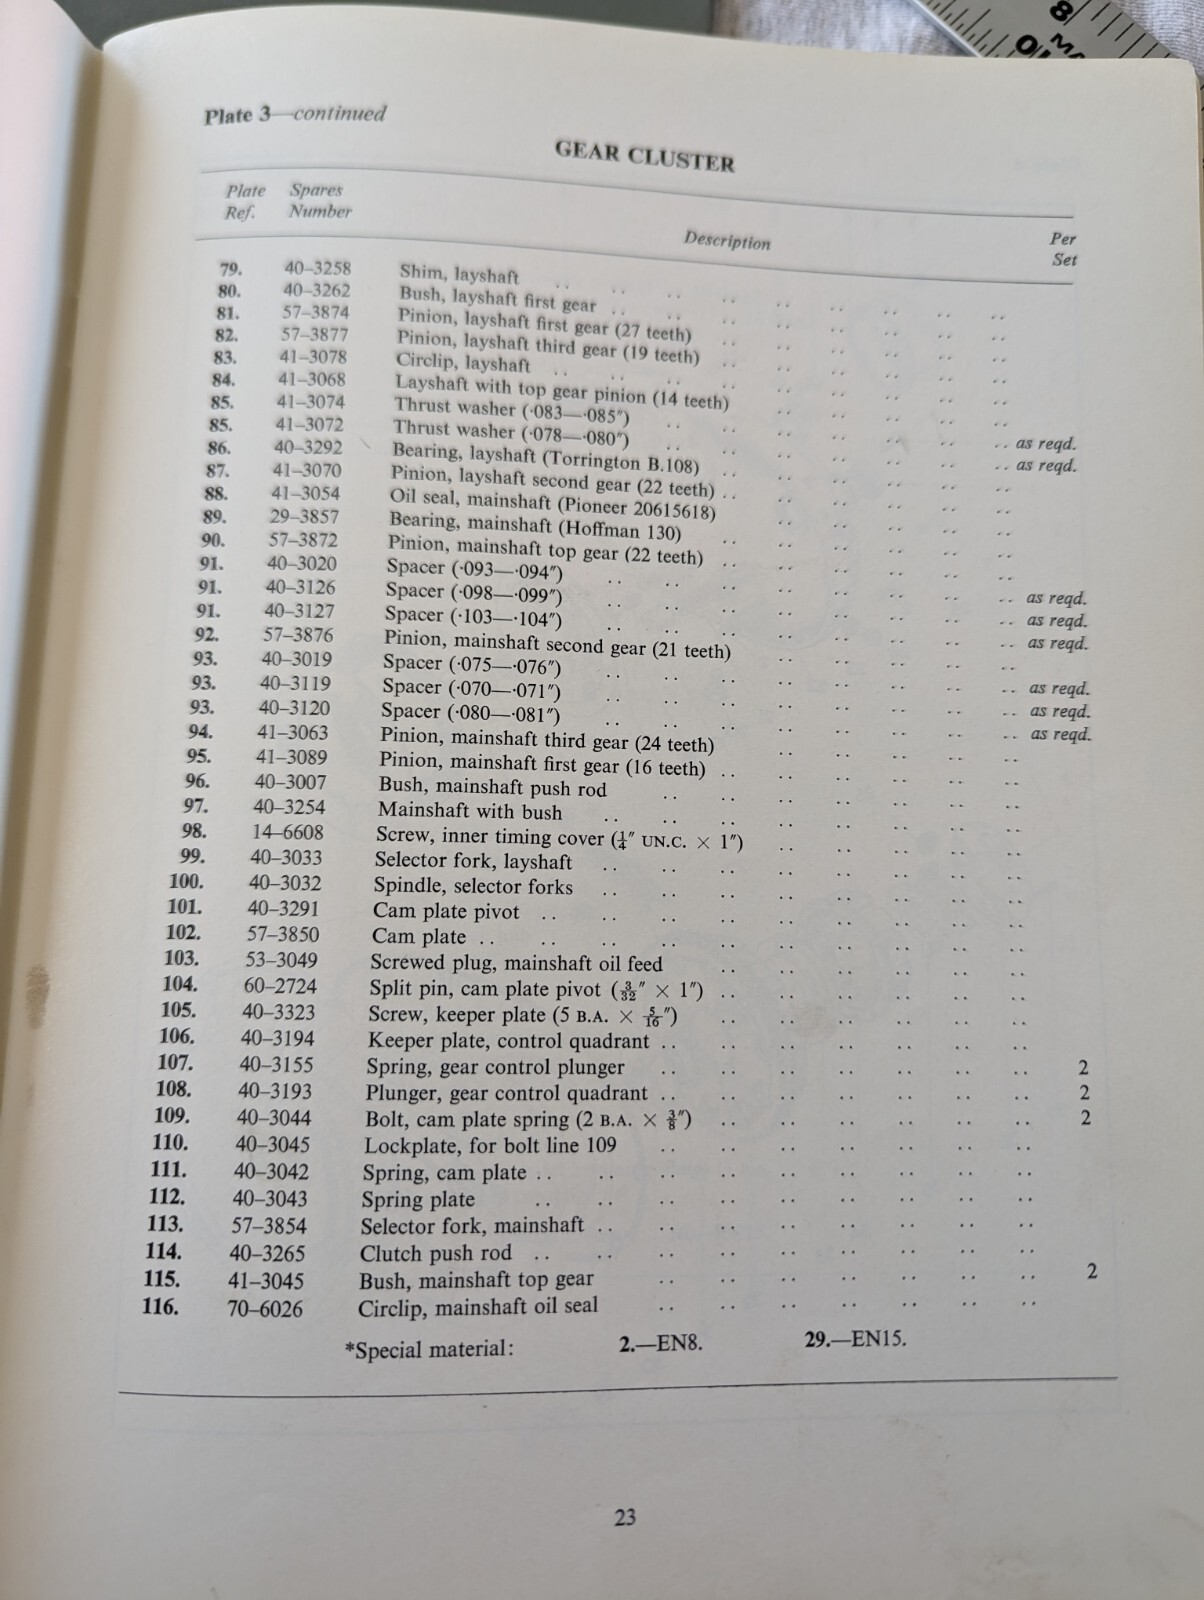 8
Plate 3—continued
GEAR CLUSTER
Plate Ref. Spares Number Description Per Set
79. 40–3258 Shim, layshaft
80. 40–3262 Bush, layshaft first gear
81. 57–3874 Pinion, layshaft first gear (27 teeth)
82. 57–3877 Pinion, layshaft third gear (19 teeth)
83. 41–3078 Circlip, layshaft
84. 41–3068 Layshaft with top gear pinion (14 teeth)
85. 41–3074 Thrust washer (·083—·085″) as reqd.
85. 41–3072 Thrust washer (·078—·080″) as reqd.
86. 40–3292 Bearing, layshaft (Torrington B.108)
87. 41–3070 Pinion, layshaft second gear (22 teeth)
88. 41–3054 Oil seal, mainshaft (Pioneer 20615618)
89. 29–3857 Bearing, mainshaft (Hoffman 130)
90. 57–3872 Pinion, mainshaft top gear (22 teeth)
91. 40–3020 Spacer (·093—·094″) as reqd.
91. 40–3126 Spacer (·098—·099″) as reqd.
91. 40–3127 Spacer (·103—·104″) as reqd.
92. 57–3876 Pinion, mainshaft second gear (21 teeth)
93. 40–3019 Spacer (·075—·076″) as reqd.
93. 40–3119 Spacer (·070—·071″) as reqd.
93. 40–3120 Spacer (·080—·081″) as reqd.
94. 41–3063 Pinion, mainshaft third gear (24 teeth)
95. 41–3089 Pinion, mainshaft first gear (16 teeth)
96. 40–3007 Bush, mainshaft push rod
97. 40–3254 Mainshaft with bush
98. 14–6608 Screw, inner timing cover (¼″ UN.C. × 1″)
99. 40–3033 Selector fork, layshaft
100. 40–3032 Spindle, selector forks
101. 40–3291 Cam plate pivot
102. 57–3850 Cam plate
103. 53–3049 Screwed plug, mainshaft oil feed
104. 60–2724 Split pin, cam plate pivot (3/32″ × 1″)
105. 40–3323 Screw, keeper plate (5 B.A. × 5/16″)
106. 40–3194 Keeper plate, control quadrant
107. 40–3155 Spring, gear control plunger 2
108. 40–3193 Plunger, gear control quadrant 2
109. 40–3044 Bolt, cam plate spring (2 B.A. × ⅜″) 2
110. 40–3045 Lockplate, for bolt line 109
111. 40–3042 Spring, cam plate
112. 40–3043 Spring plate
113. 57–3854 Selector fork, mainshaft
114. 40–3265 Clutch push rod
115. 41–3045 Bush, mainshaft top gear 2
116. 70–6026 Circlip, mainshaft oil seal
*Special material: 2.—EN8. 29.—EN15.
23